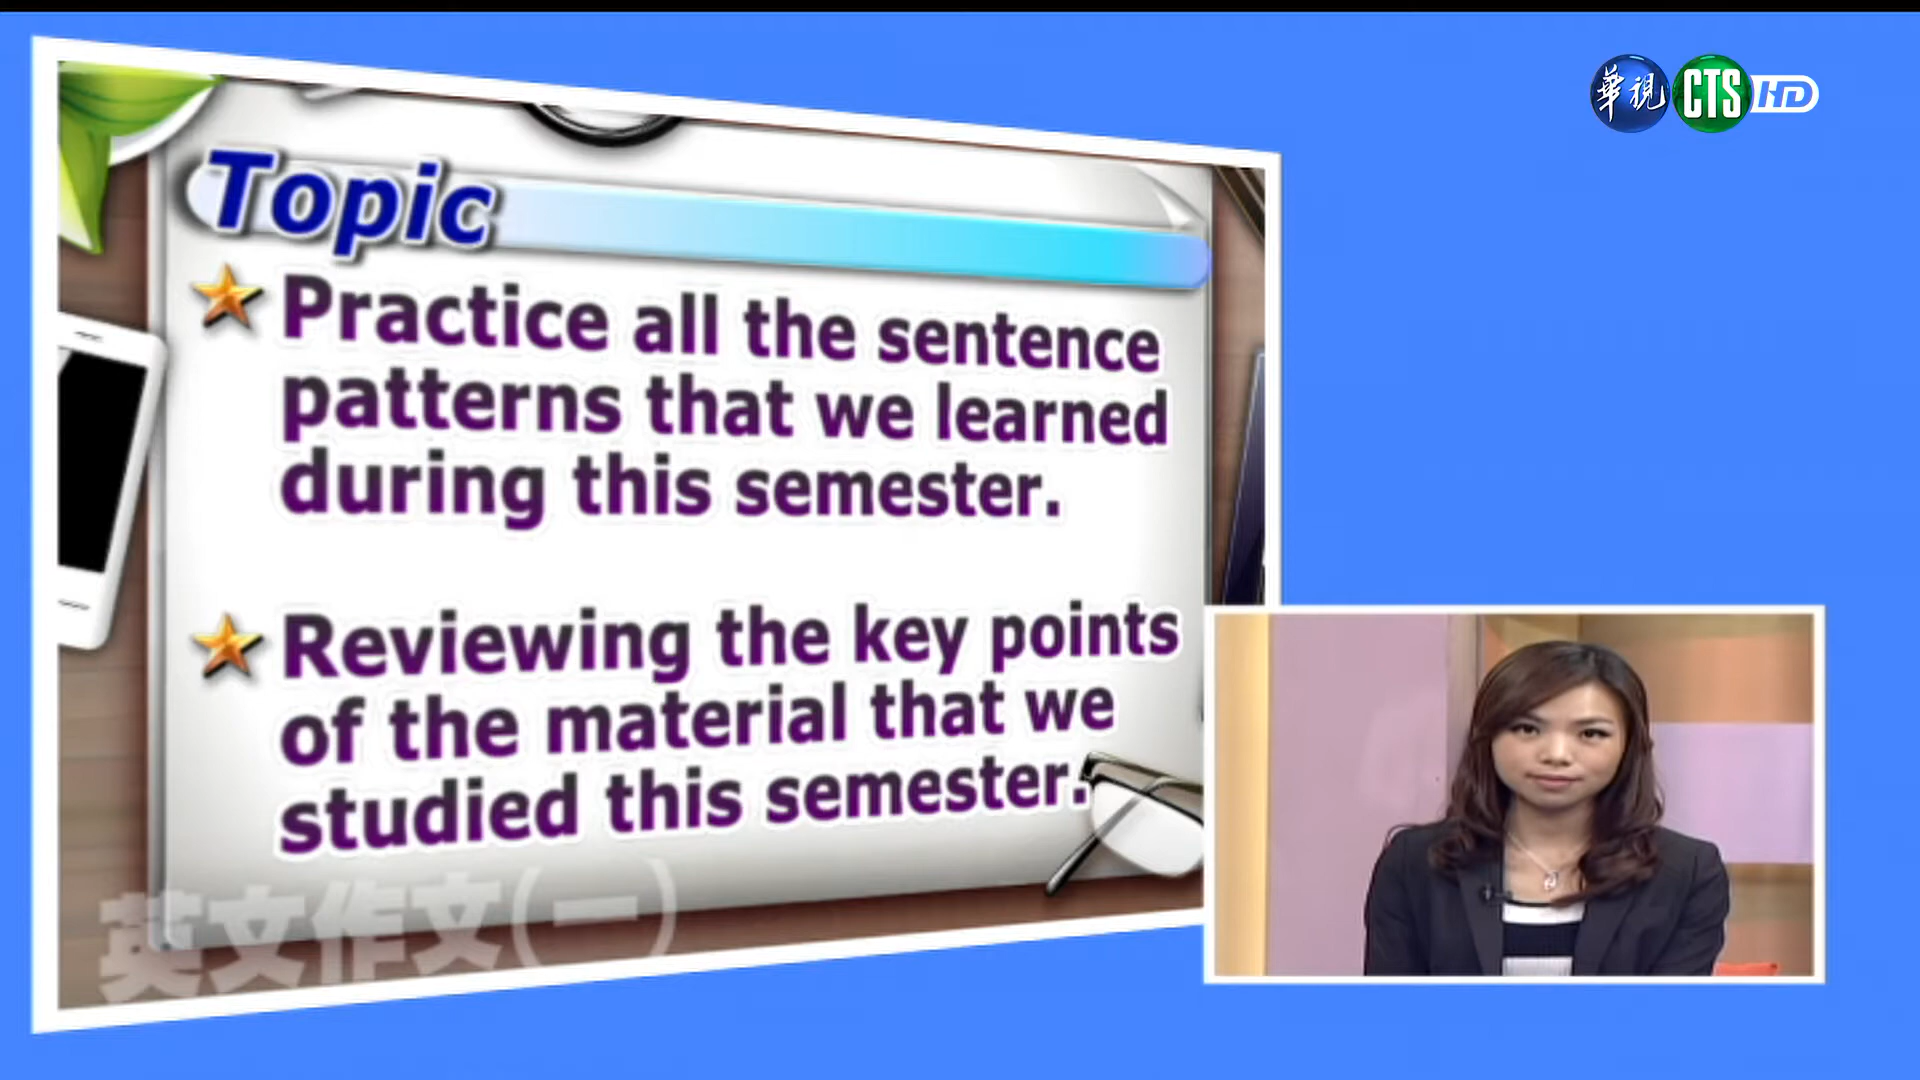 華視 CTS HD
Topic
Practice all the sentence
patterns that we learned
during this semester.
Reviewing the key points
of the material that we
studied this semester.
英文作文(一)